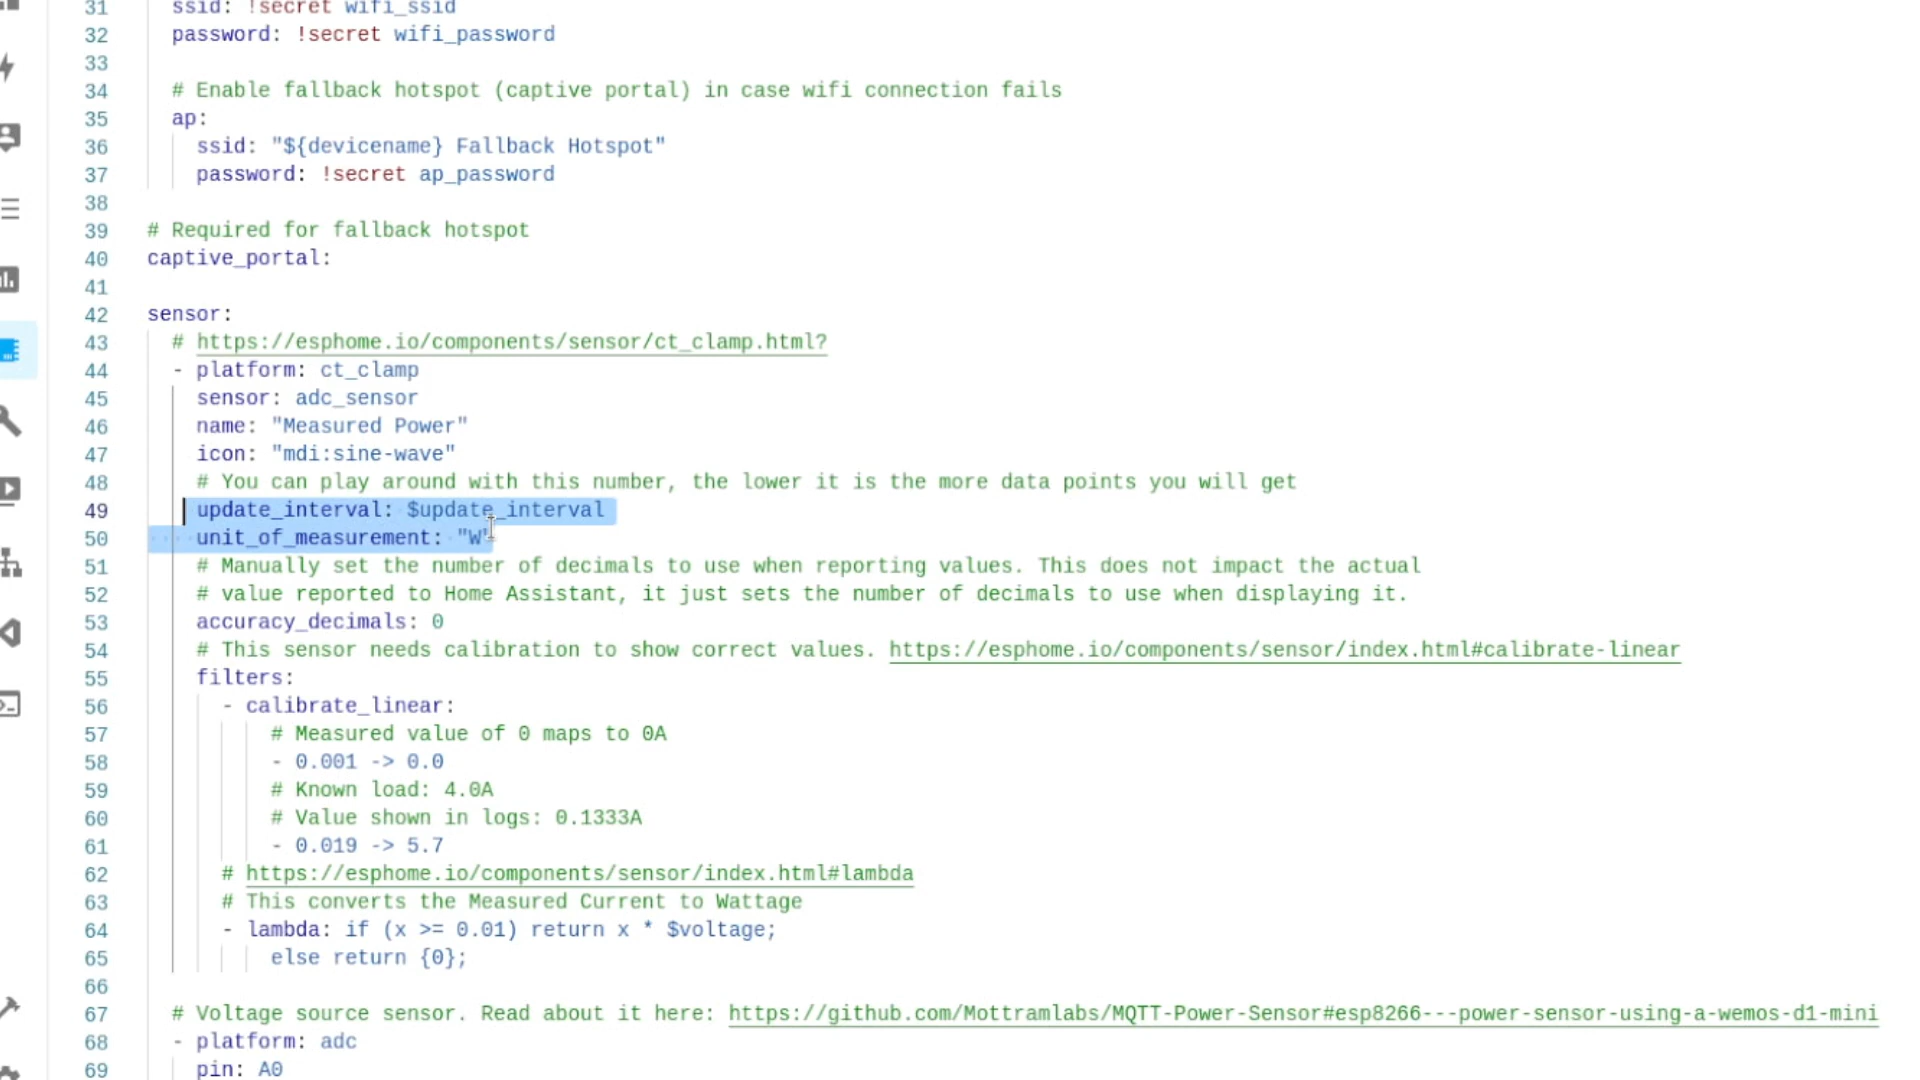 31 ssid: !secret wifi_ssid
32 password: !secret wifi_password
33
34 # Enable fallback hotspot (captive portal) in case wifi connection fails
35 ap:
36 ssid: "${devicename} Fallback Hotspot"
37 password: !secret ap_password
38
39 # Required for fallback hotspot
40 captive_portal:
41
42 sensor:
43 # https://esphome.io/components/sensor/ct_clamp.html?
44 - platform: ct_clamp
45 sensor: adc_sensor
46 name: "Measured Power"
47 icon: "mdi:sine-wave"
48 # You can play around with this number, the lower it is the more data points you will get
49 update_interval: $update_interval
50 unit_of_measurement: "W"
51 # Manually set the number of decimals to use when reporting values. This does not impact the actual
52 # value reported to Home Assistant, it just sets the number of decimals to use when displaying it.
53 accuracy_decimals: 0
54 # This sensor needs calibration to show correct values. https://esphome.io/components/sensor/index.html#calibrate-linear
55 filters:
56 - calibrate_linear:
57 # Measured value of 0 maps to 0A
58 - 0.001 -> 0.0
59 # Known load: 4.0A
60 # Value shown in logs: 0.1333A
61 - 0.019 -> 5.7
62 # https://esphome.io/components/sensor/index.html#lambda
63 # This converts the Measured Current to Wattage
64 - lambda: if (x >= 0.01) return x * $voltage;
65 else return {0};
66
67 # Voltage source sensor. Read about it here: https://github.com/Mottramlabs/MQTT-Power-Sensor#esp8266---power-sensor-using-a-wemos-d1-mini
68 - platform: adc
69 pin: A0